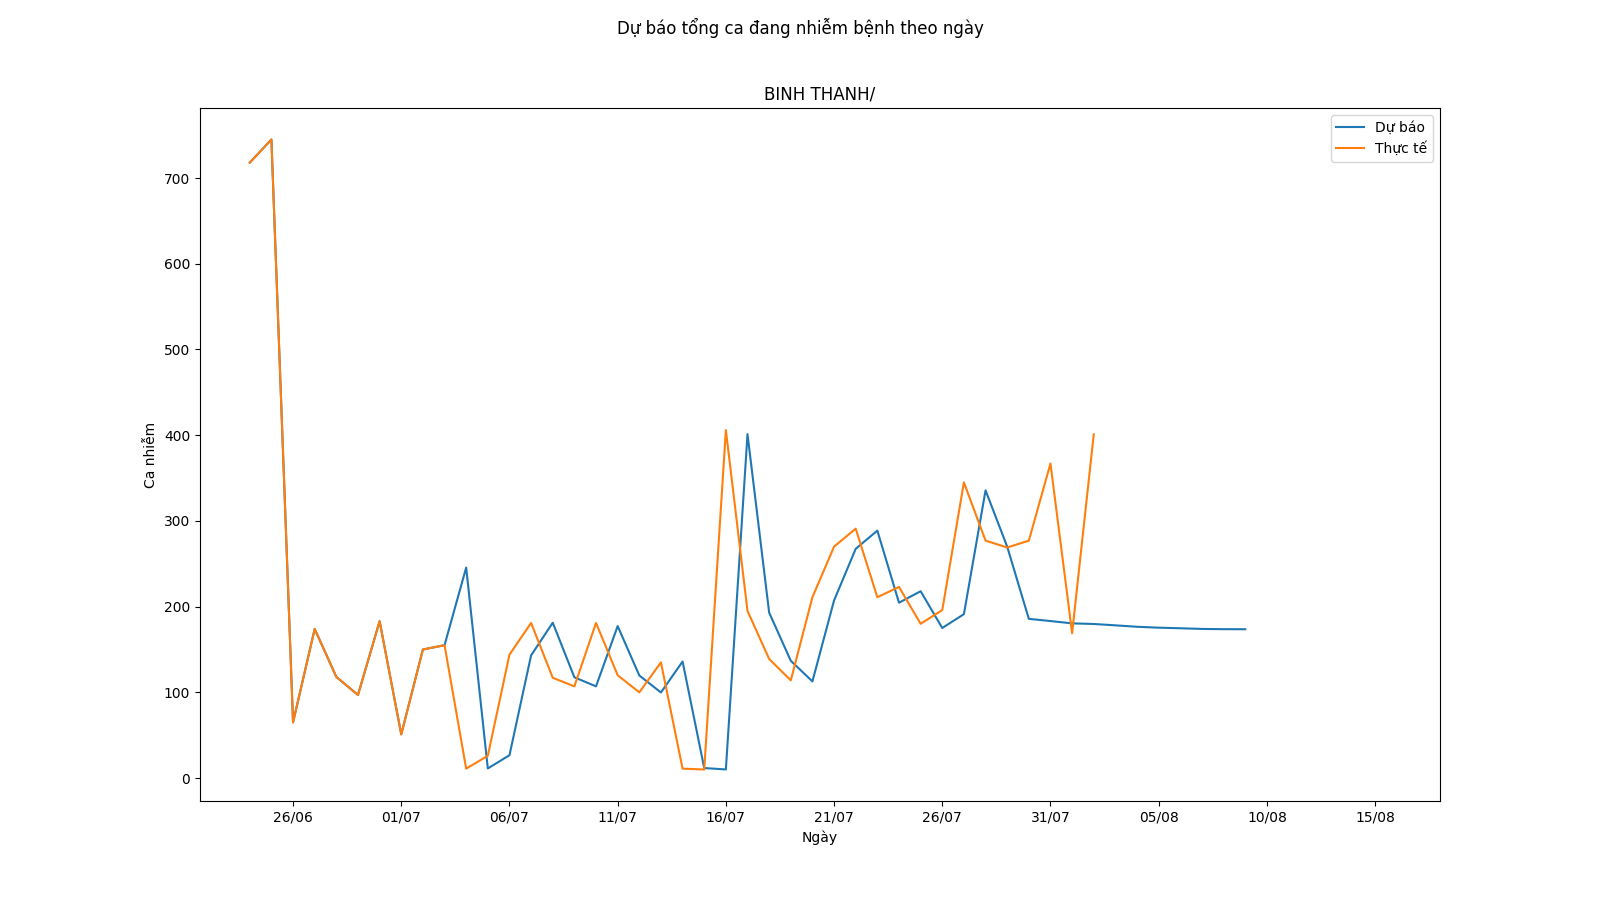 Dự báo tổng ca đang nhiễm bệnh theo ngày
BINH THANH/
Dự báo
Thực tế
Ca nhiễm
700
600
500
400
300
200
100
0
26/06 01/07 06/07 11/07 16/07 21/07 26/07 31/07 05/08 10/08 15/08
Ngày